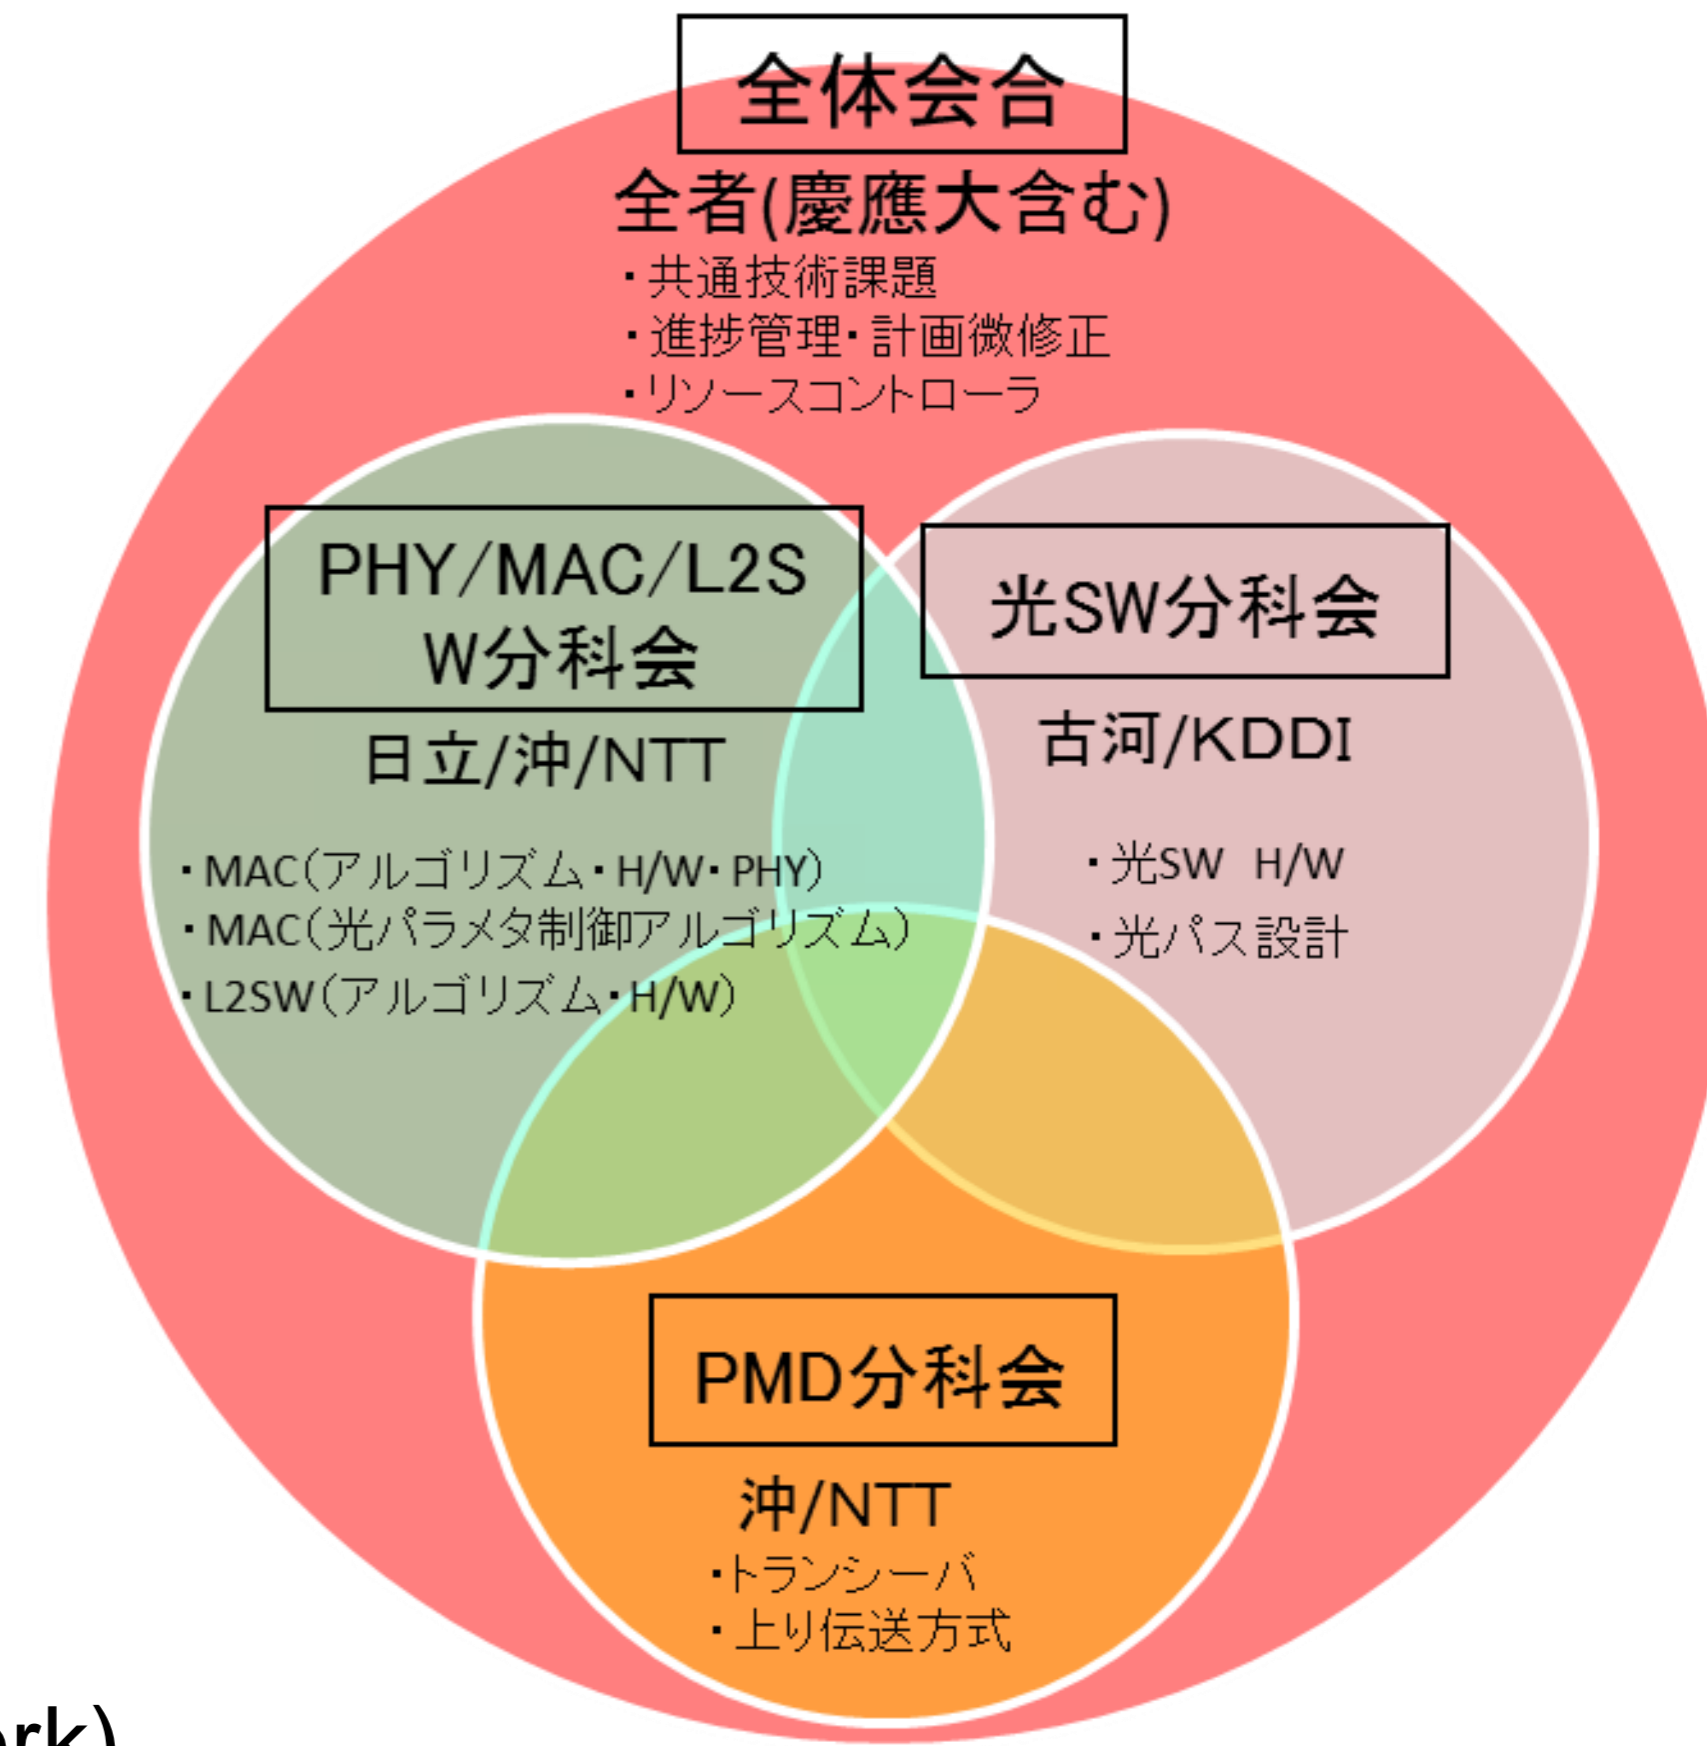 全体会合
全者(慶應大含む)
・共通技術課題
・進捗管理・計画微修正
・リソースコントローラ
PHY/MAC/L2S
W分科会
日立/沖/NTT
・MAC(アルゴリズム・H/W・PHY)
・MAC(光パラメタ制御アルゴリズム)
・L2SW(アルゴリズム・H/W)
光SW分科会
古河/KDDI
・光SW H/W
・光パス設計
PMD分科会
沖/NTT
・トランシーバ
・上り伝送方式